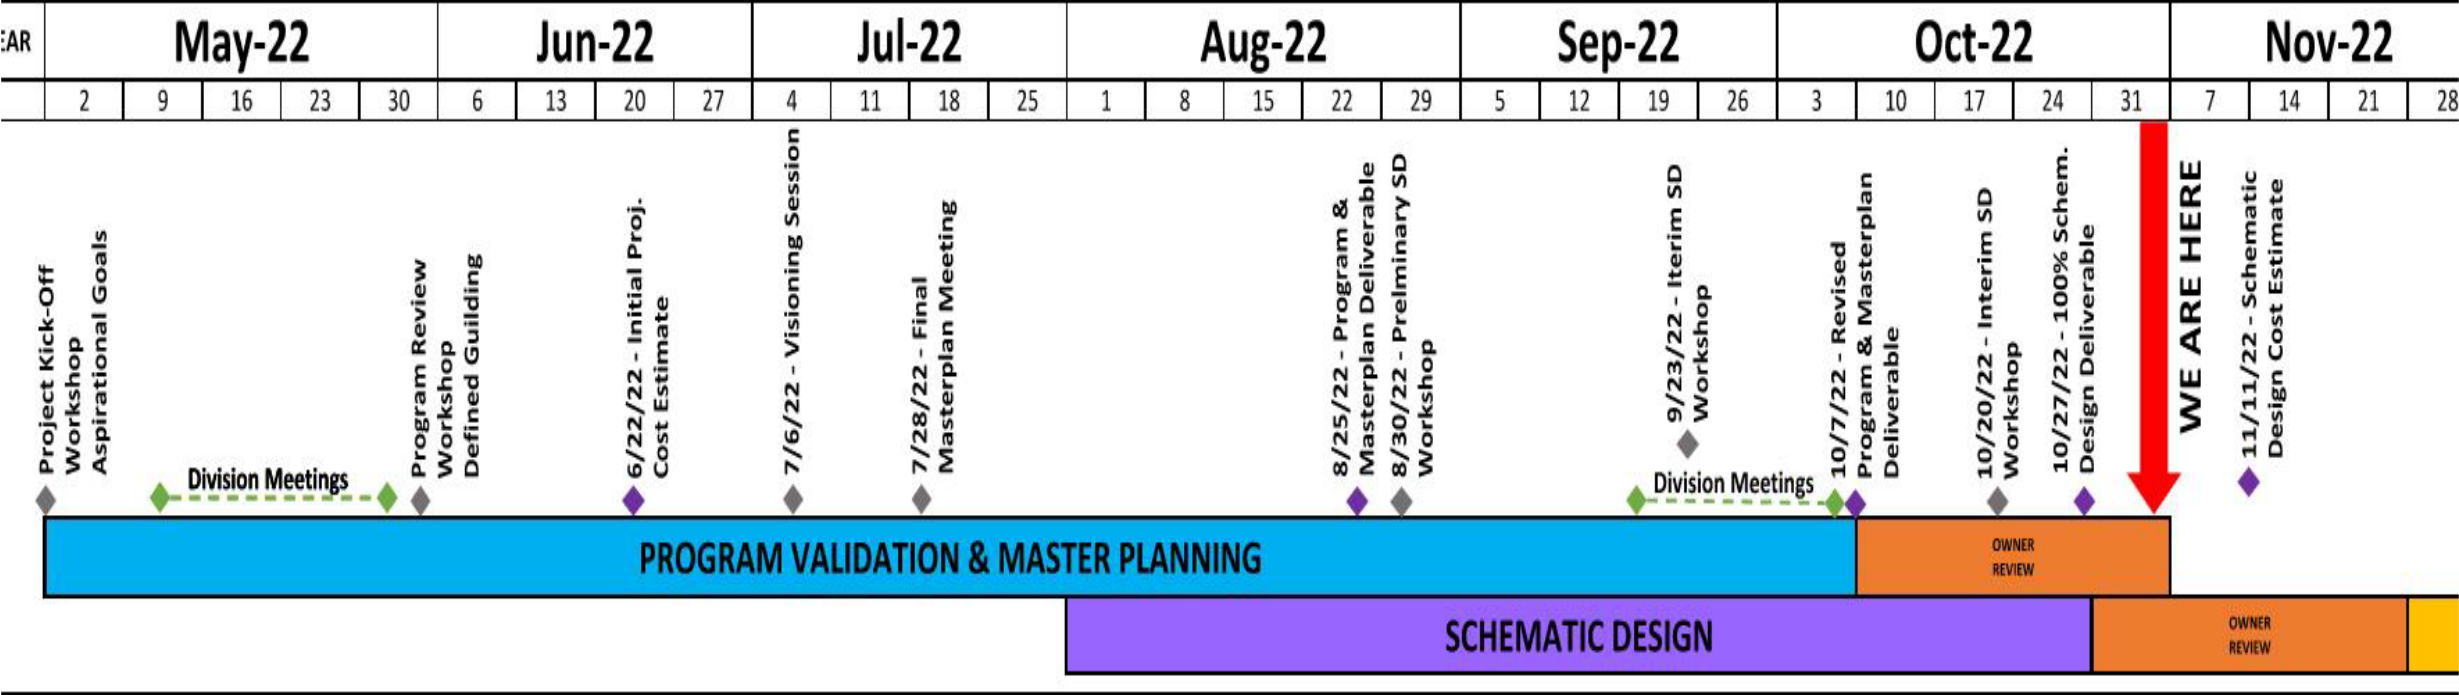 EAR May-22 Jun-22 Jul-22 Aug-22 Sep-22 Oct-22 Nov-22
2 9 16 23 30 6 13 20 27 4 11 18 25 1 8 15 22 29 5 12 19 26 3 10 17 24 31 7 14 21 28
Project Kick-Off
Workshop
Aspirational Goals
Division Meetings
Program Review
Workshop
Defined Guilding
6/22/22 - Initial Proj.
Cost Estimate
7/6/22 - Visioning Session
7/28/22 - Final
Masterplan Meeting
8/25/22 - Program &
Masterplan Deliverable
8/30/22 - Prelminary SD
Workshop
9/23/22 - Iterim SD
Workshop
Division Meetings
10/7/22 - Revised
Program & Masterplan
Deliverable
10/20/22 - Interim SD
Workshop
10/27/22 - 100% Schem.
Design Deliverable
WE ARE HERE
11/11/22 - Schematic
Design Cost Estimate
PROGRAM VALIDATION & MASTER PLANNING
OWNER
REVIEW
SCHEMATIC DESIGN
OWNER
REVIEW